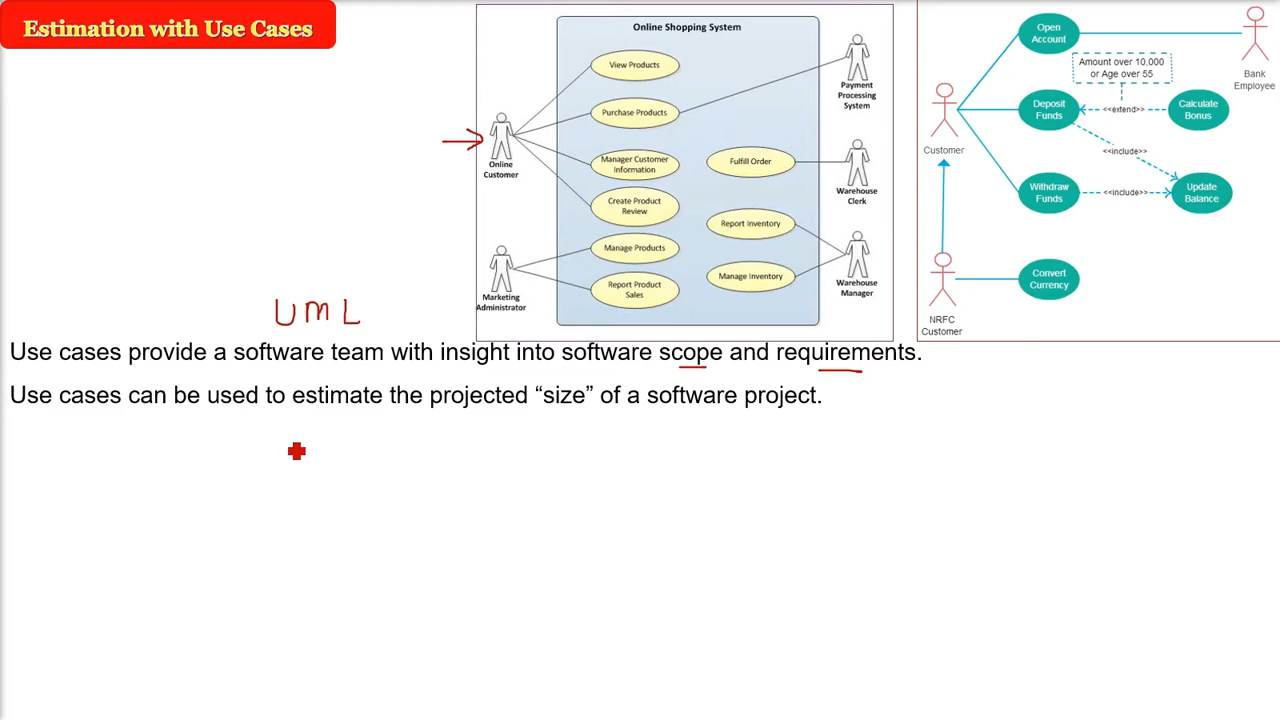 Estimation with Use Cases
Online Shopping System
View Products
Purchase Products
Manager Customer
Information
Create Product
Review
Manage Products
Report Product
Sales
Fulfill Order
Report Inventory
Manage Inventory
Online
Customer
Marketing
Administrator
Payment
Processing
System
Warehouse
Clerk
Warehouse
Manager
Open
Account
Amount over 10,000
or Age over 55
Bank
Employee
Deposit
Funds
<<extend>>
Calculate
Bonus
Customer
<<include>>
Withdraw
Funds
<<include>>
Update
Balance
Convert
Currency
NRFC
Customer
UML
Use cases provide a software team with insight into software scope and requirements.
Use cases can be used to estimate the projected “size” of a software project.